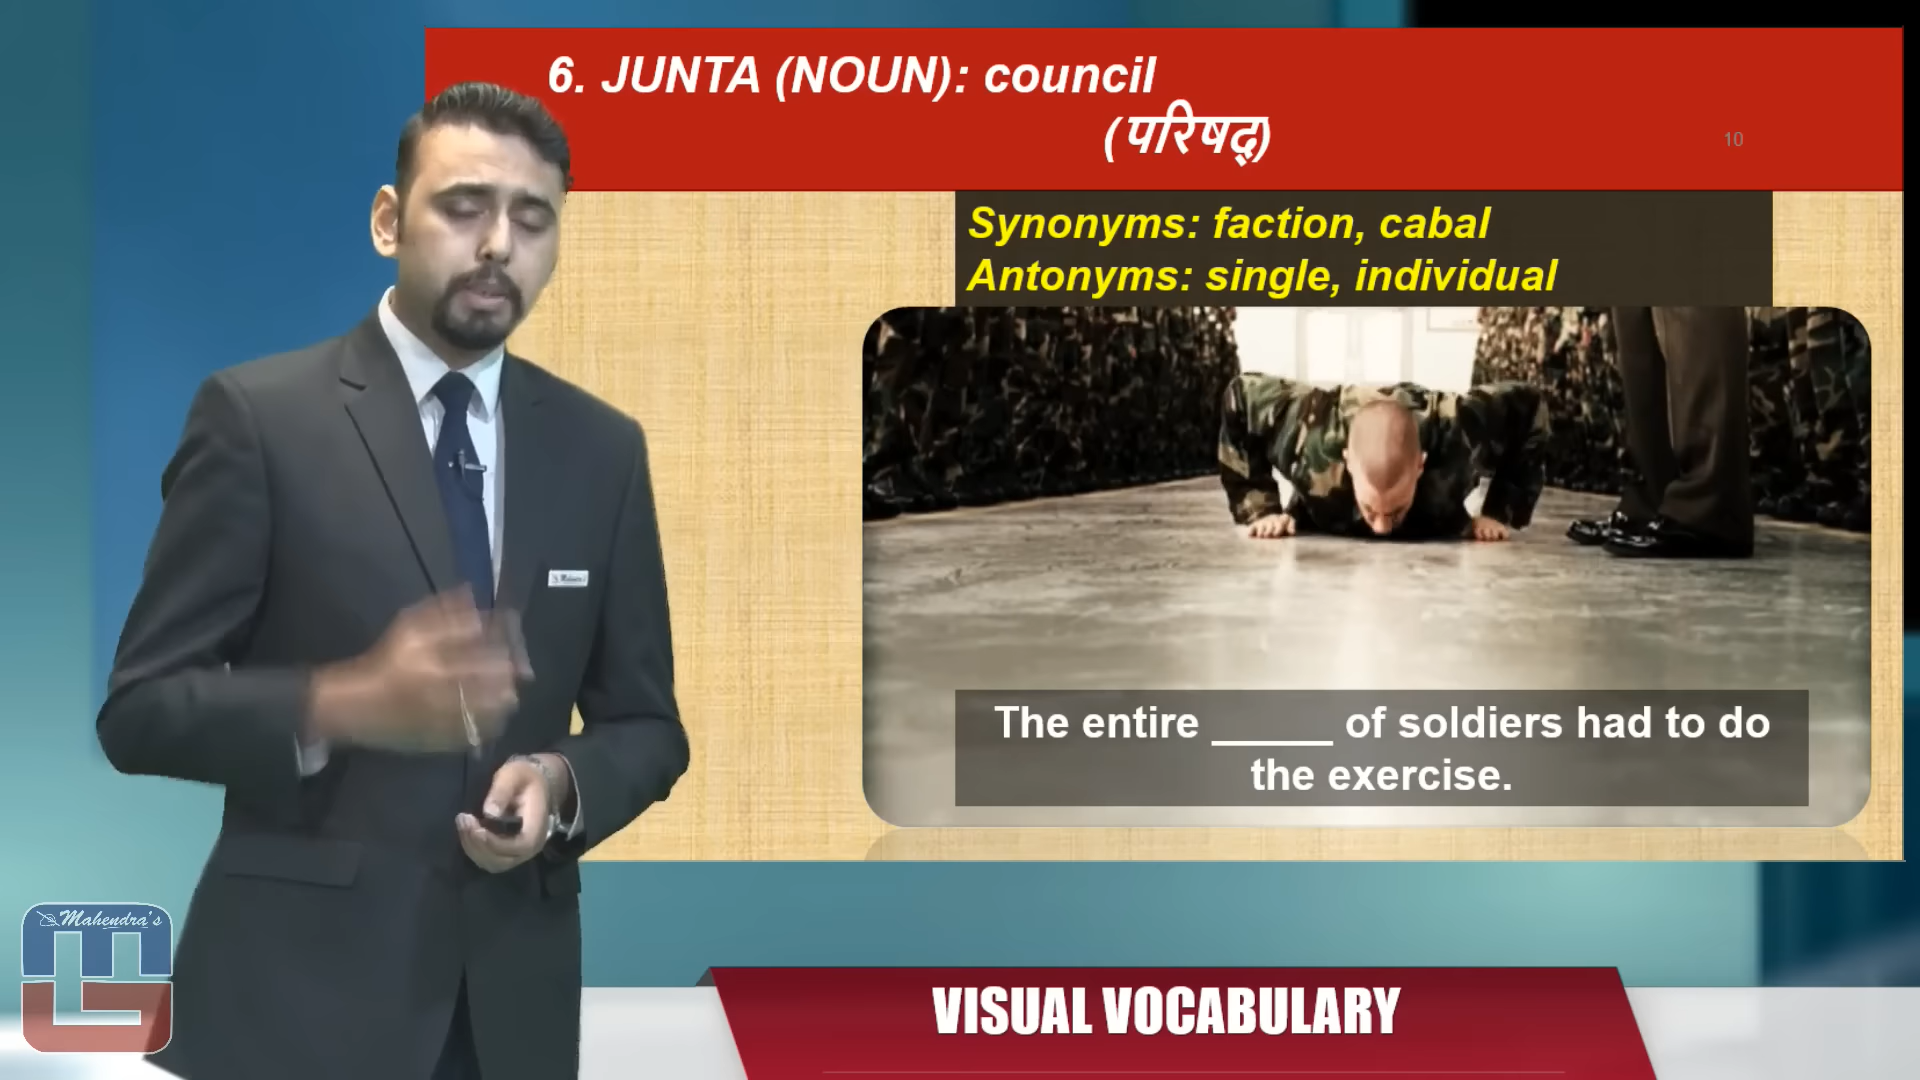 6. JUNTA (NOUN): council
(परिषद्)
10
Synonyms: faction, cabal
Antonyms: single, individual
The entire _____ of soldiers had to do
the exercise.
Mahendra's
Mahendra's
VISUAL VOCABULARY